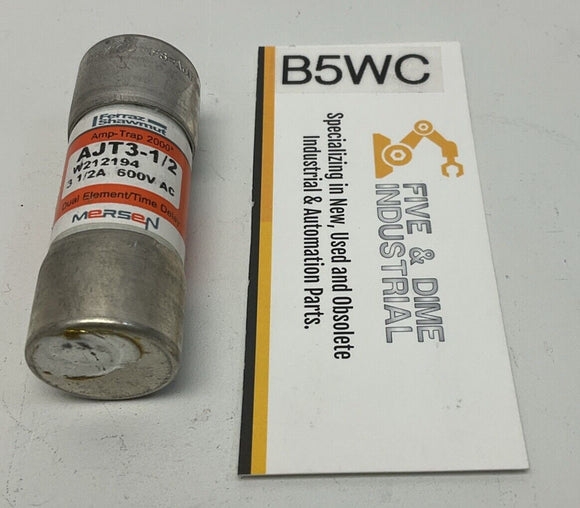 Ferraz
Shawmut
Amp-Trap 2000®
AJT3-1/2
W212194
3 1/2A 600V AC
Dual Element/Time Delay
MERSEN
B5WC
FIVE & DIME
INDUSTRIAL
Specializing in New, Used and Obsolete
Industrial & Automation Parts.